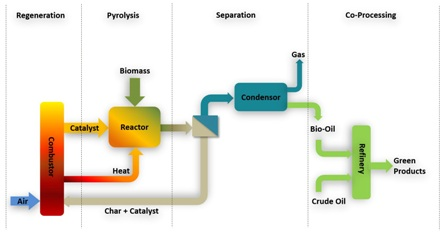 Regeneration
Pyrolysis
Separation
Co-Processing
Gas
Biomass
Condensor
Catalyst
Reactor
Combustor
Bio-Oil
Refinery
Heat
Green
Products
Air
Char + Catalyst
Crude Oil